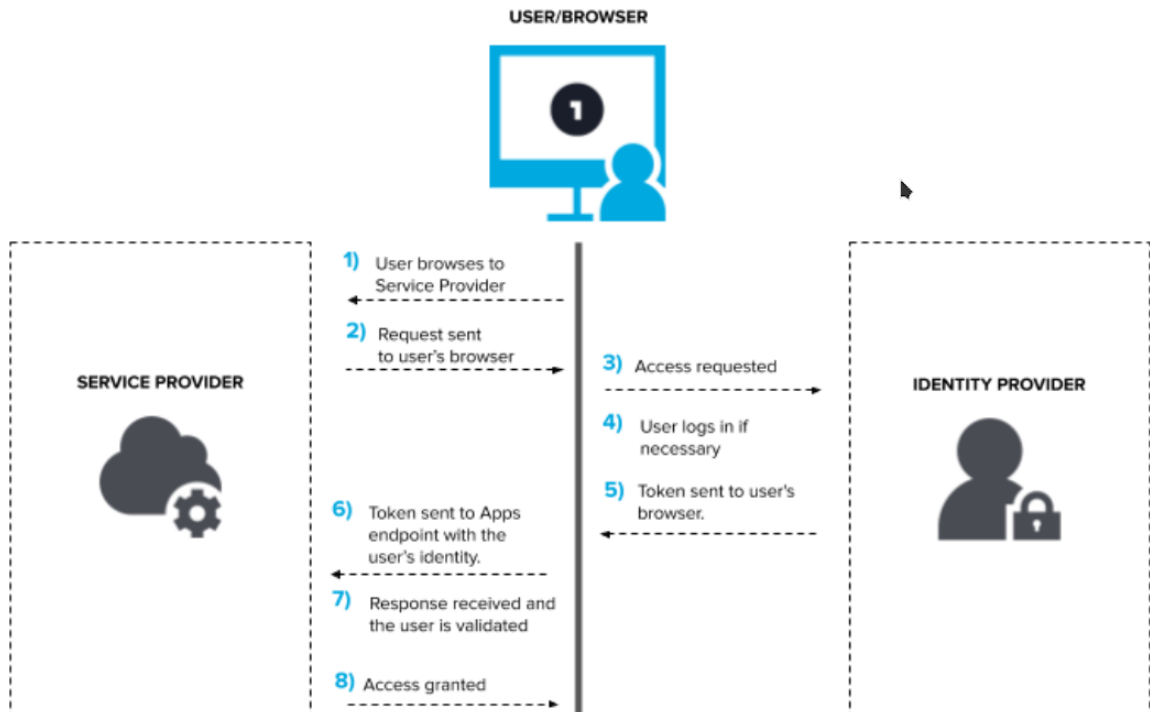 USER/BROWSER
1
1) User browses to
Service Provider
2) Request sent
to user's browser
3) Access requested
SERVICE PROVIDER
IDENTITY PROVIDER
4) User logs in if
necessary
5) Token sent to user's
browser.
6) Token sent to Apps
endpoint with the
user's identity.
7) Response received and
the user is validated
8) Access granted